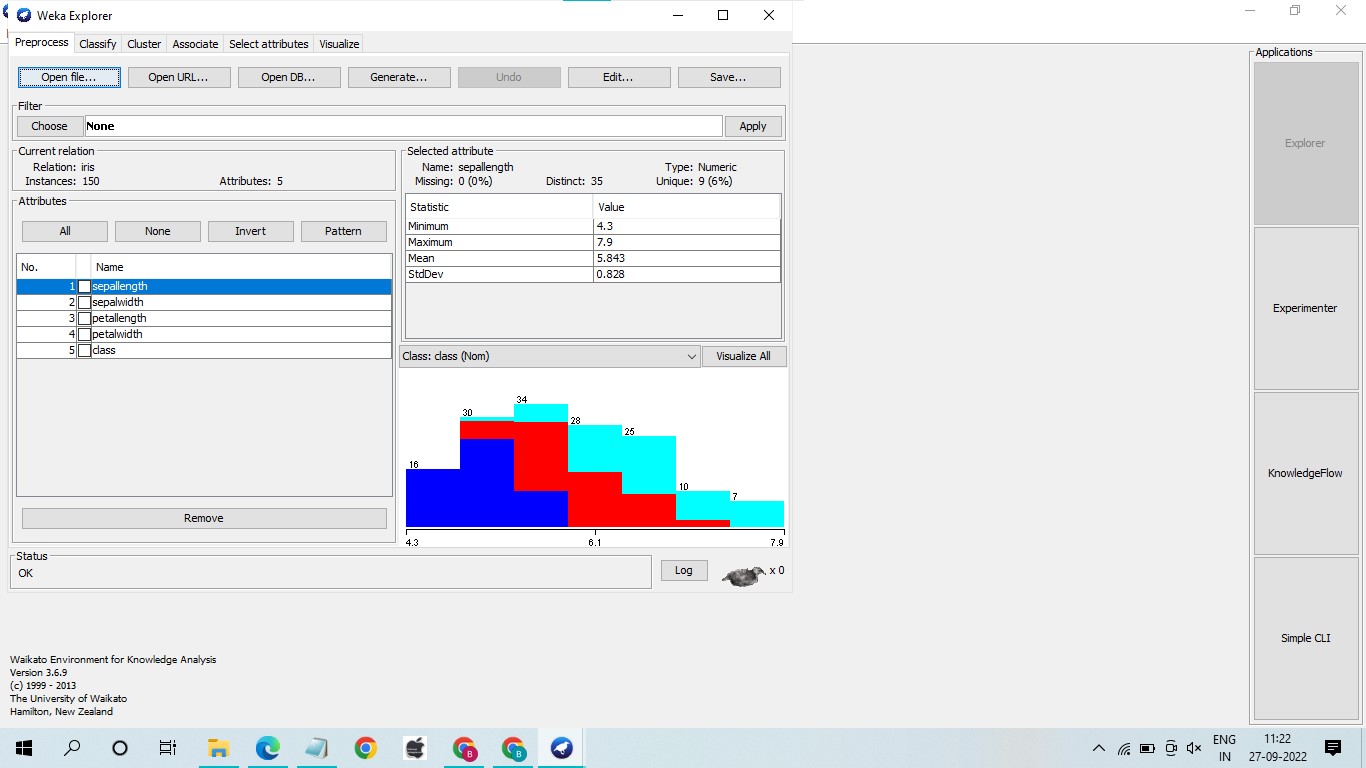 Weka Explorer
Preprocess Classify Cluster Associate Select attributes Visualize
Open file... Open URL... Open DB... Generate... Undo Edit... Save...
Filter
Choose None Apply
Current relation
Relation: iris
Instances: 150 Attributes: 5
Attributes
All None Invert Pattern
No. Name
1 sepallength
2 sepalwidth
3 petallength
4 petalwidth
5 class
Remove
Selected attribute
Name: sepallength Type: Numeric
Missing: 0 (0%) Distinct: 35 Unique: 9 (6%)
Statistic Value
Minimum 4.3
Maximum 7.9
Mean 5.843
StdDev 0.828
Class: class (Nom) Visualize All
16 30 34 28 25 10 7
4.3 6.1 7.9
Status
OK
Log x 0
Applications
Explorer
Experimenter
KnowledgeFlow
Simple CLI
Waikato Environment for Knowledge Analysis
Version 3.6.9
(c) 1999 - 2013
The University of Waikato
Hamilton, New Zealand
B B
ENG
IN
11:22
27-09-2022